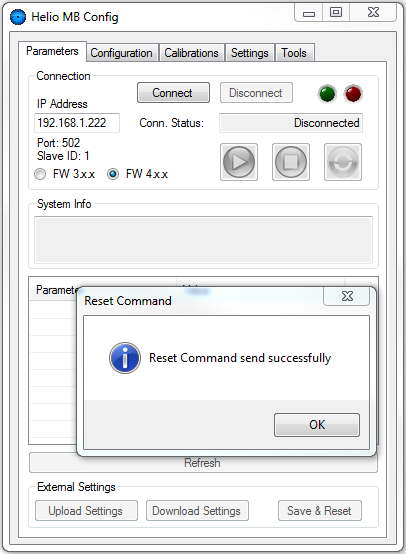 Helio MB Config
Parameters Configuration Calibrations Settings Tools
Connection
Connect Disconnect
IP Address
192.168.1.222 Conn. Status: Disconnected
Port: 502
Slave ID: 1
FW 3.x.x FW 4.x.x
System Info
Reset Command
Reset Command send successfully
OK
Refresh
External Settings
Upload Settings Download Settings Save & Reset